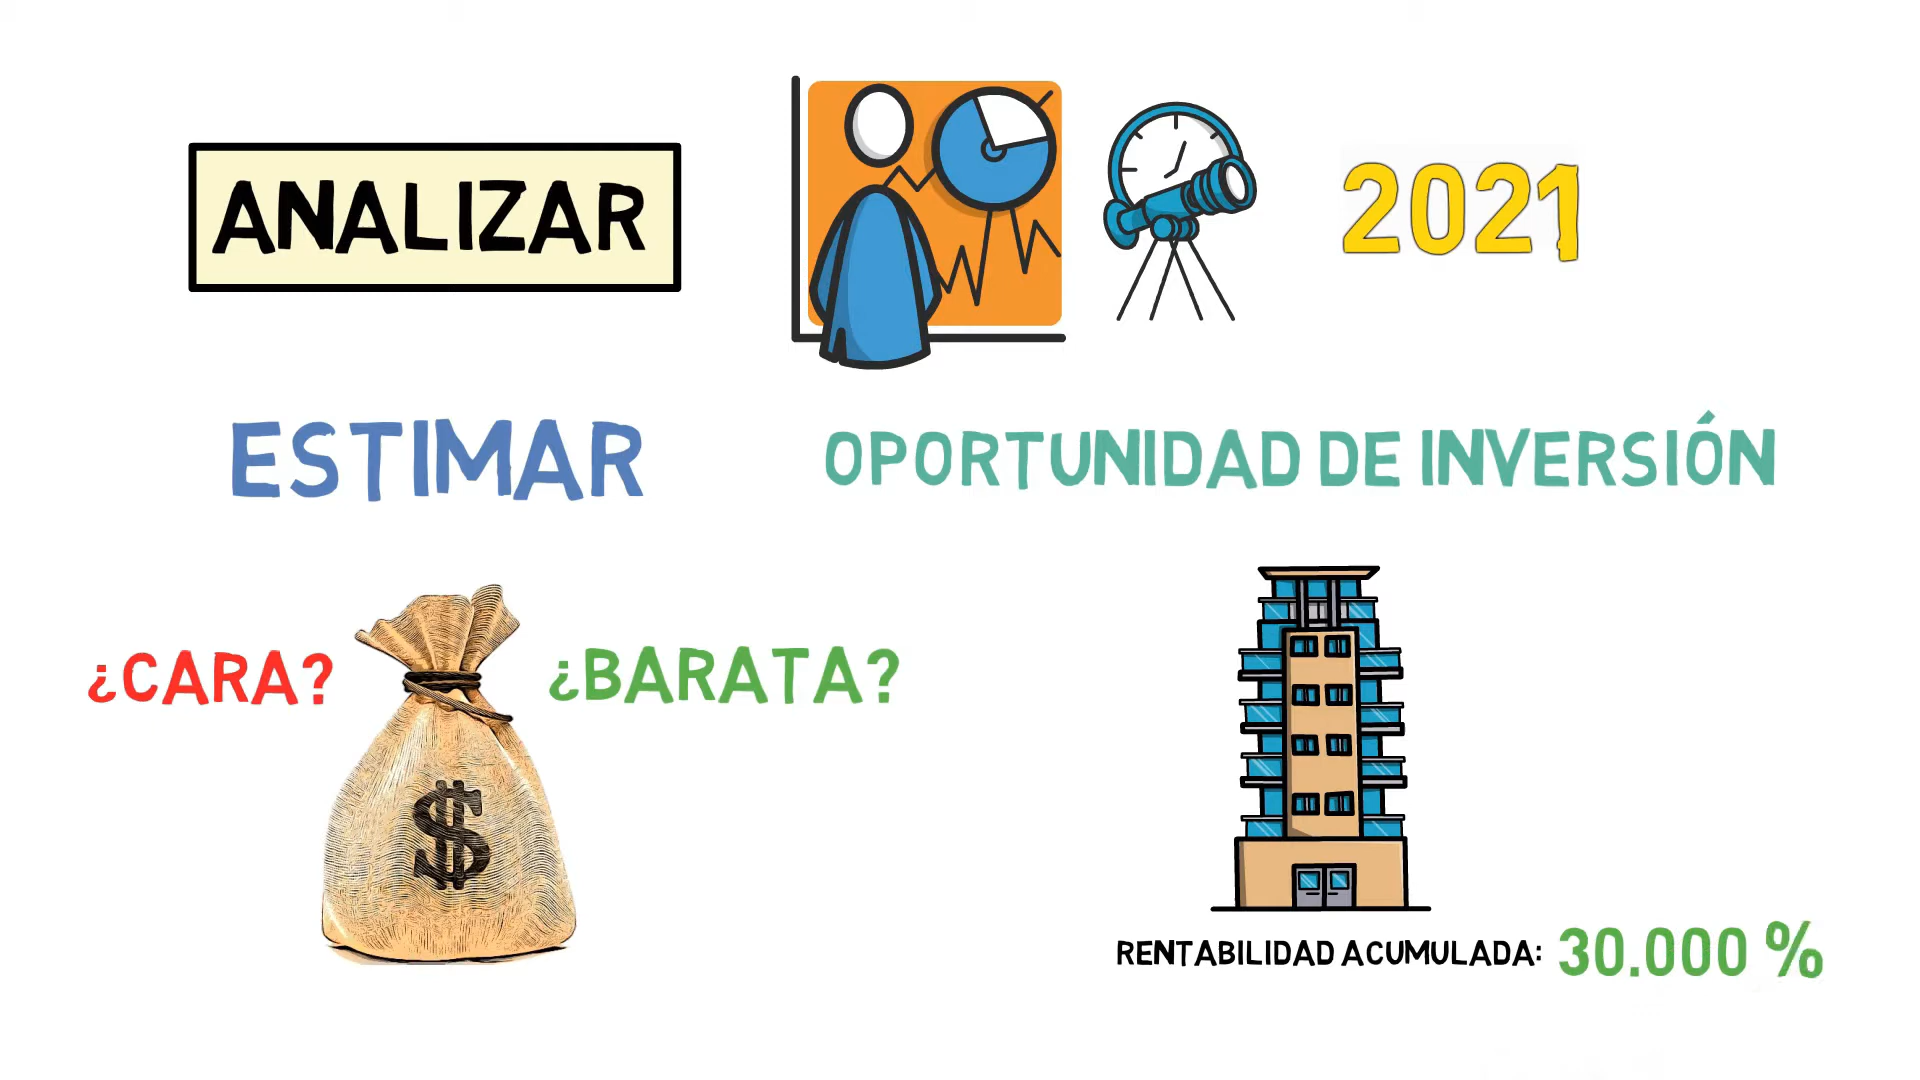 ANALIZAR
2021
ESTIMAR
OPORTUNIDAD DE INVERSIÓN
¿CARA?
¿BARATA?
$
RENTABILIDAD ACUMULADA: 30.000 %